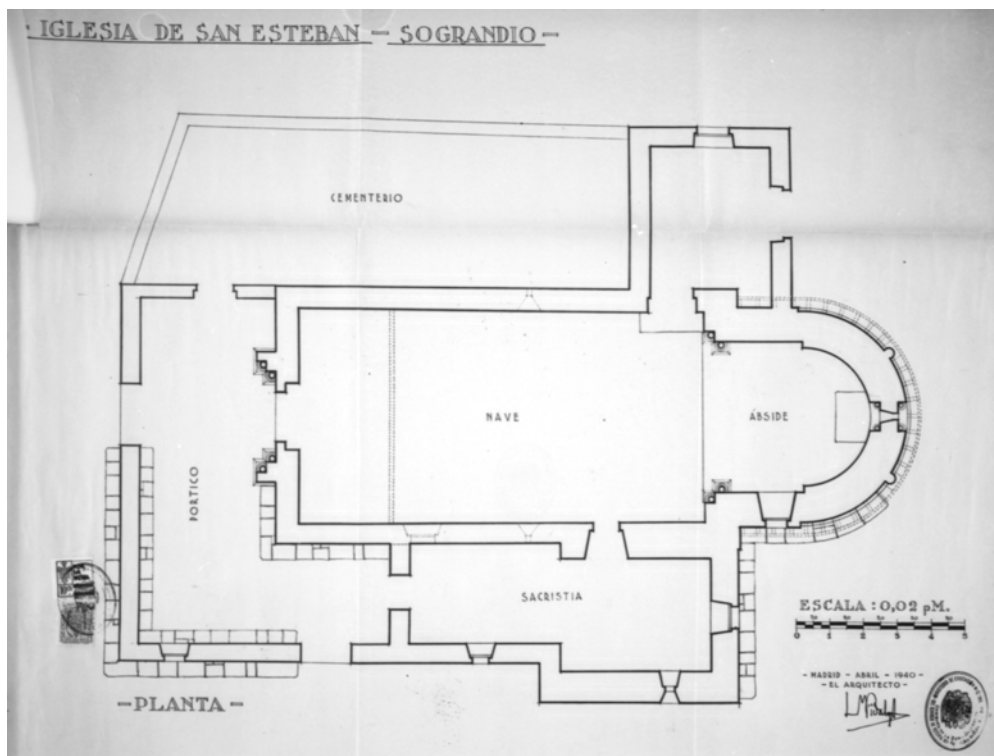 IGLESIA DE SAN ESTEBAN - SOGRANDIO -
CEMENTERIO
NAVE
ÁBSIDE
PORTICO
SACRISTIA
ESCALA : 0,02 pM.
0 1 2 3 4 5
- MADRID - ABRIL - 1940 -
- EL ARQUITECTO -
- PLANTA -